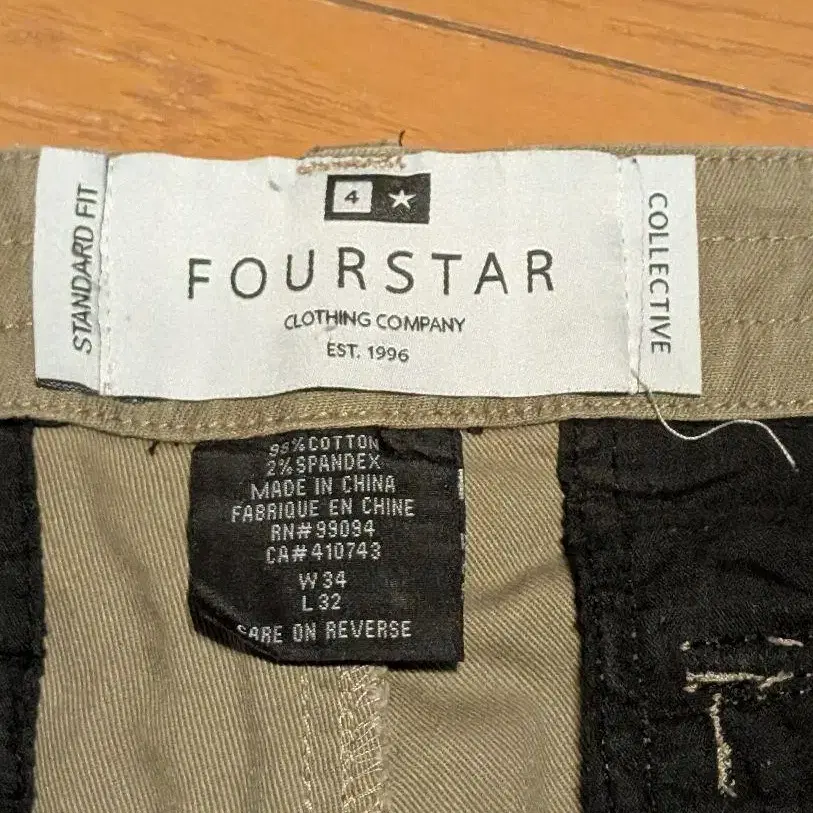 STANDARD FIT
4
FOURSTAR
CLOTHING COMPANY
EST. 1996
COLLECTIVE
98%COTTON
2%SPANDEX
MADE IN CHINA
FABRIQUE EN CHINE
RN#99094
CA#410743
W34
L32
CARE ON REVERSE